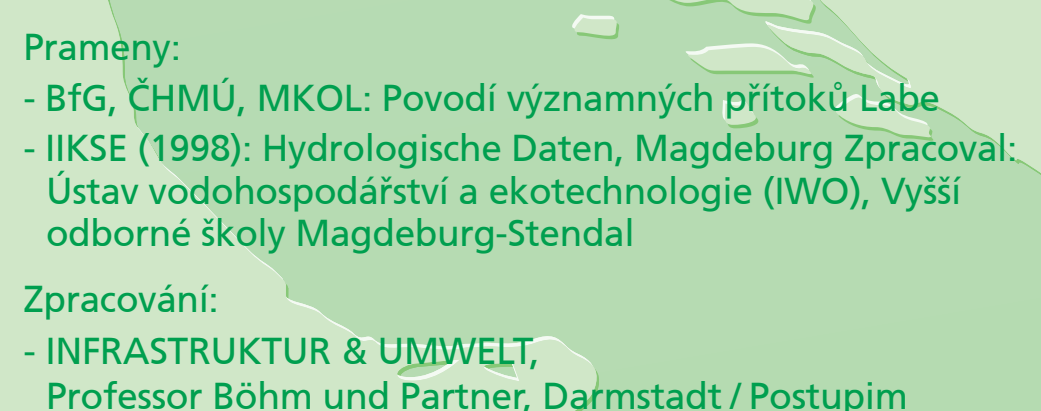 Prameny:
- BfG, ČHMÚ, MKOL: Povodí významných přítoků Labe
- IIKSE (1998): Hydrologische Daten, Magdeburg Zpracoval:
Ústav vodohospodářství a ekotechnologie (IWO), Vyšší
odborné školy Magdeburg-Stendal
Zpracování:
- INFRASTRUKTUR & UMWELT,
Professor Böhm und Partner, Darmstadt / Postupim